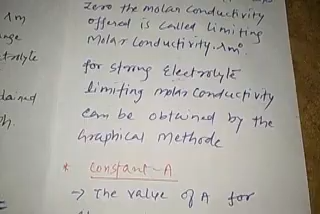 Λm
Zero the molar conductivity
offered is called limiting
Molar conductivity. Λm°.
for strong Electrolyte
limiting molar conductivity
can be obtained by the
Graphical Methode
* Constant-A
→ The value of A for